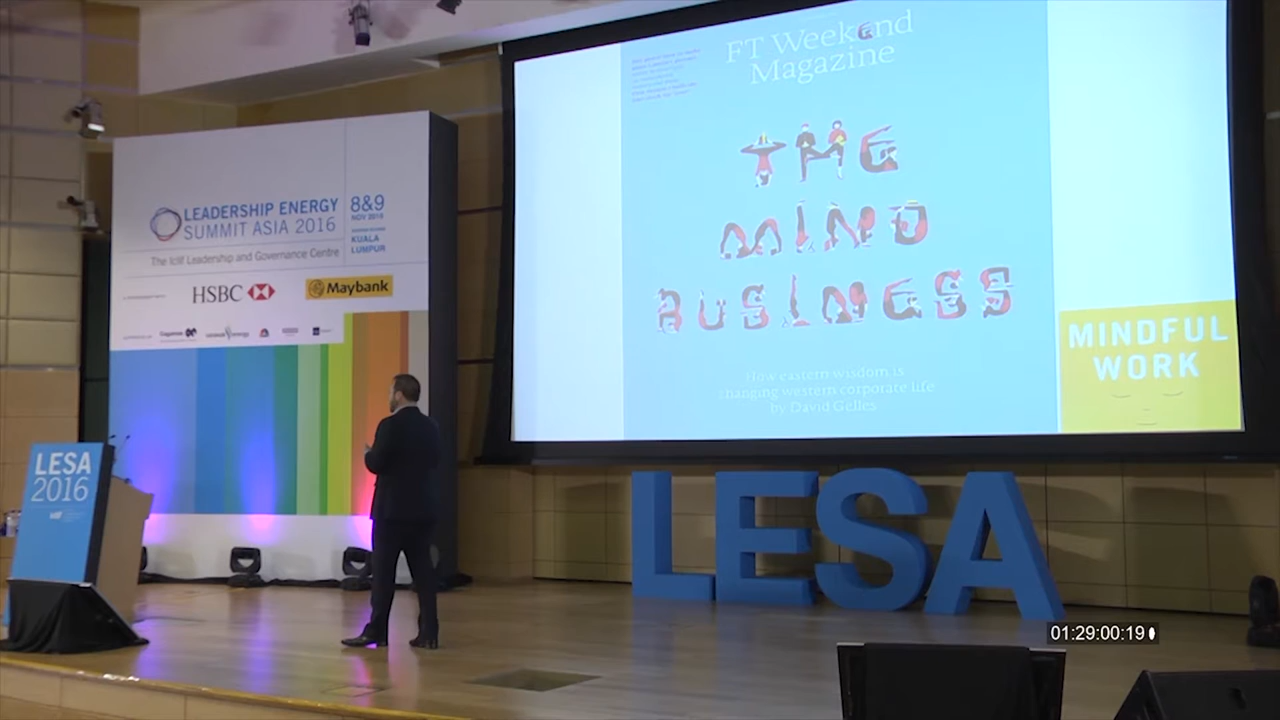 LEADERSHIP ENERGY
SUMMIT ASIA 2016
8&9
NOV 2016
KUALA
LUMPUR
The Iclif Leadership and Governance Centre
HSBC
Maybank
LESA
2016
FT Weekend
Magazine
THE
MIND
BUSINESS
How eastern wisdom is
changing western corporate life
by David Gelles
MINDFUL
WORK
LESA
01:29:00:19